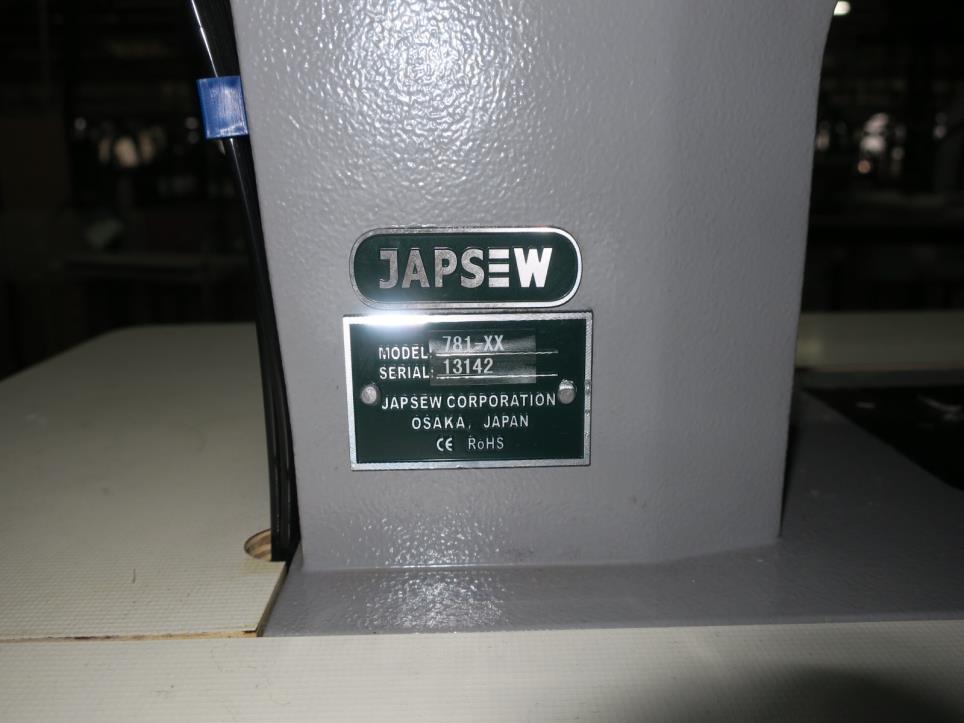 JAPSEW
MODEL: 781-XX
SERIAL: 13142
JAPSEW CORPORATION
OSAKA, JAPAN
CE RoHS